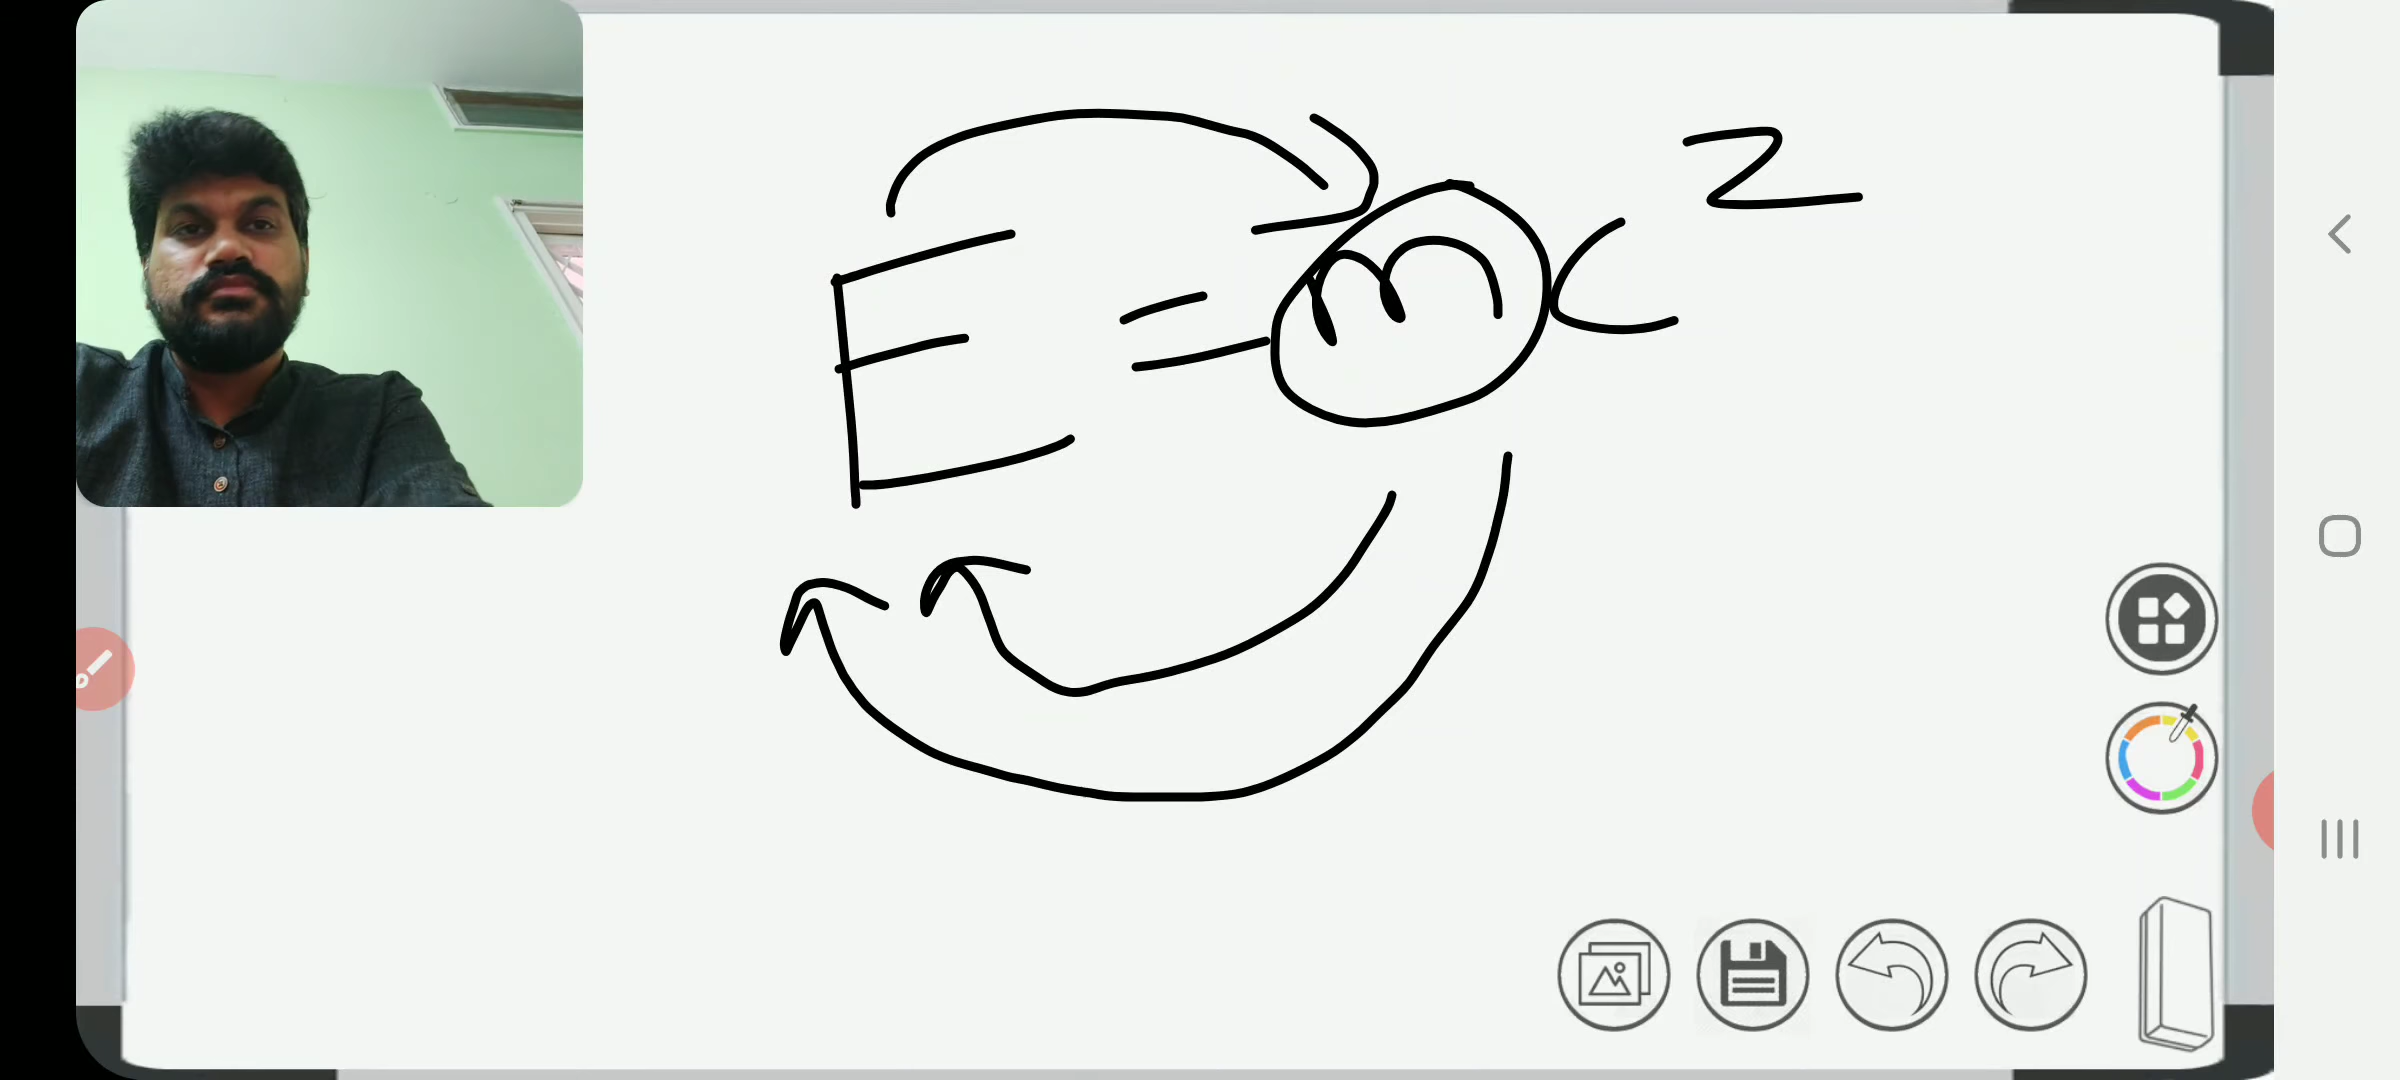 E = mc²